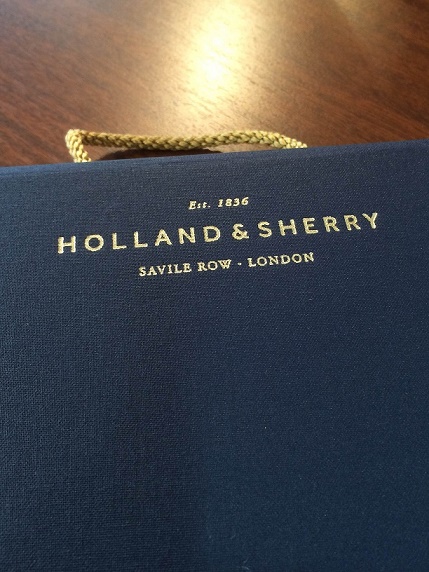 Est. 1836
HOLLAND & SHERRY
SAVILE ROW · LONDON